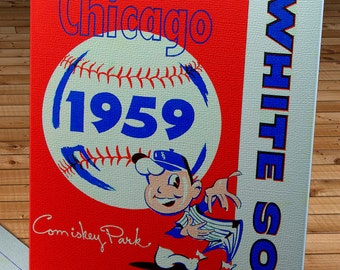 Chicago
1959
Comiskey Park
WHITE SO